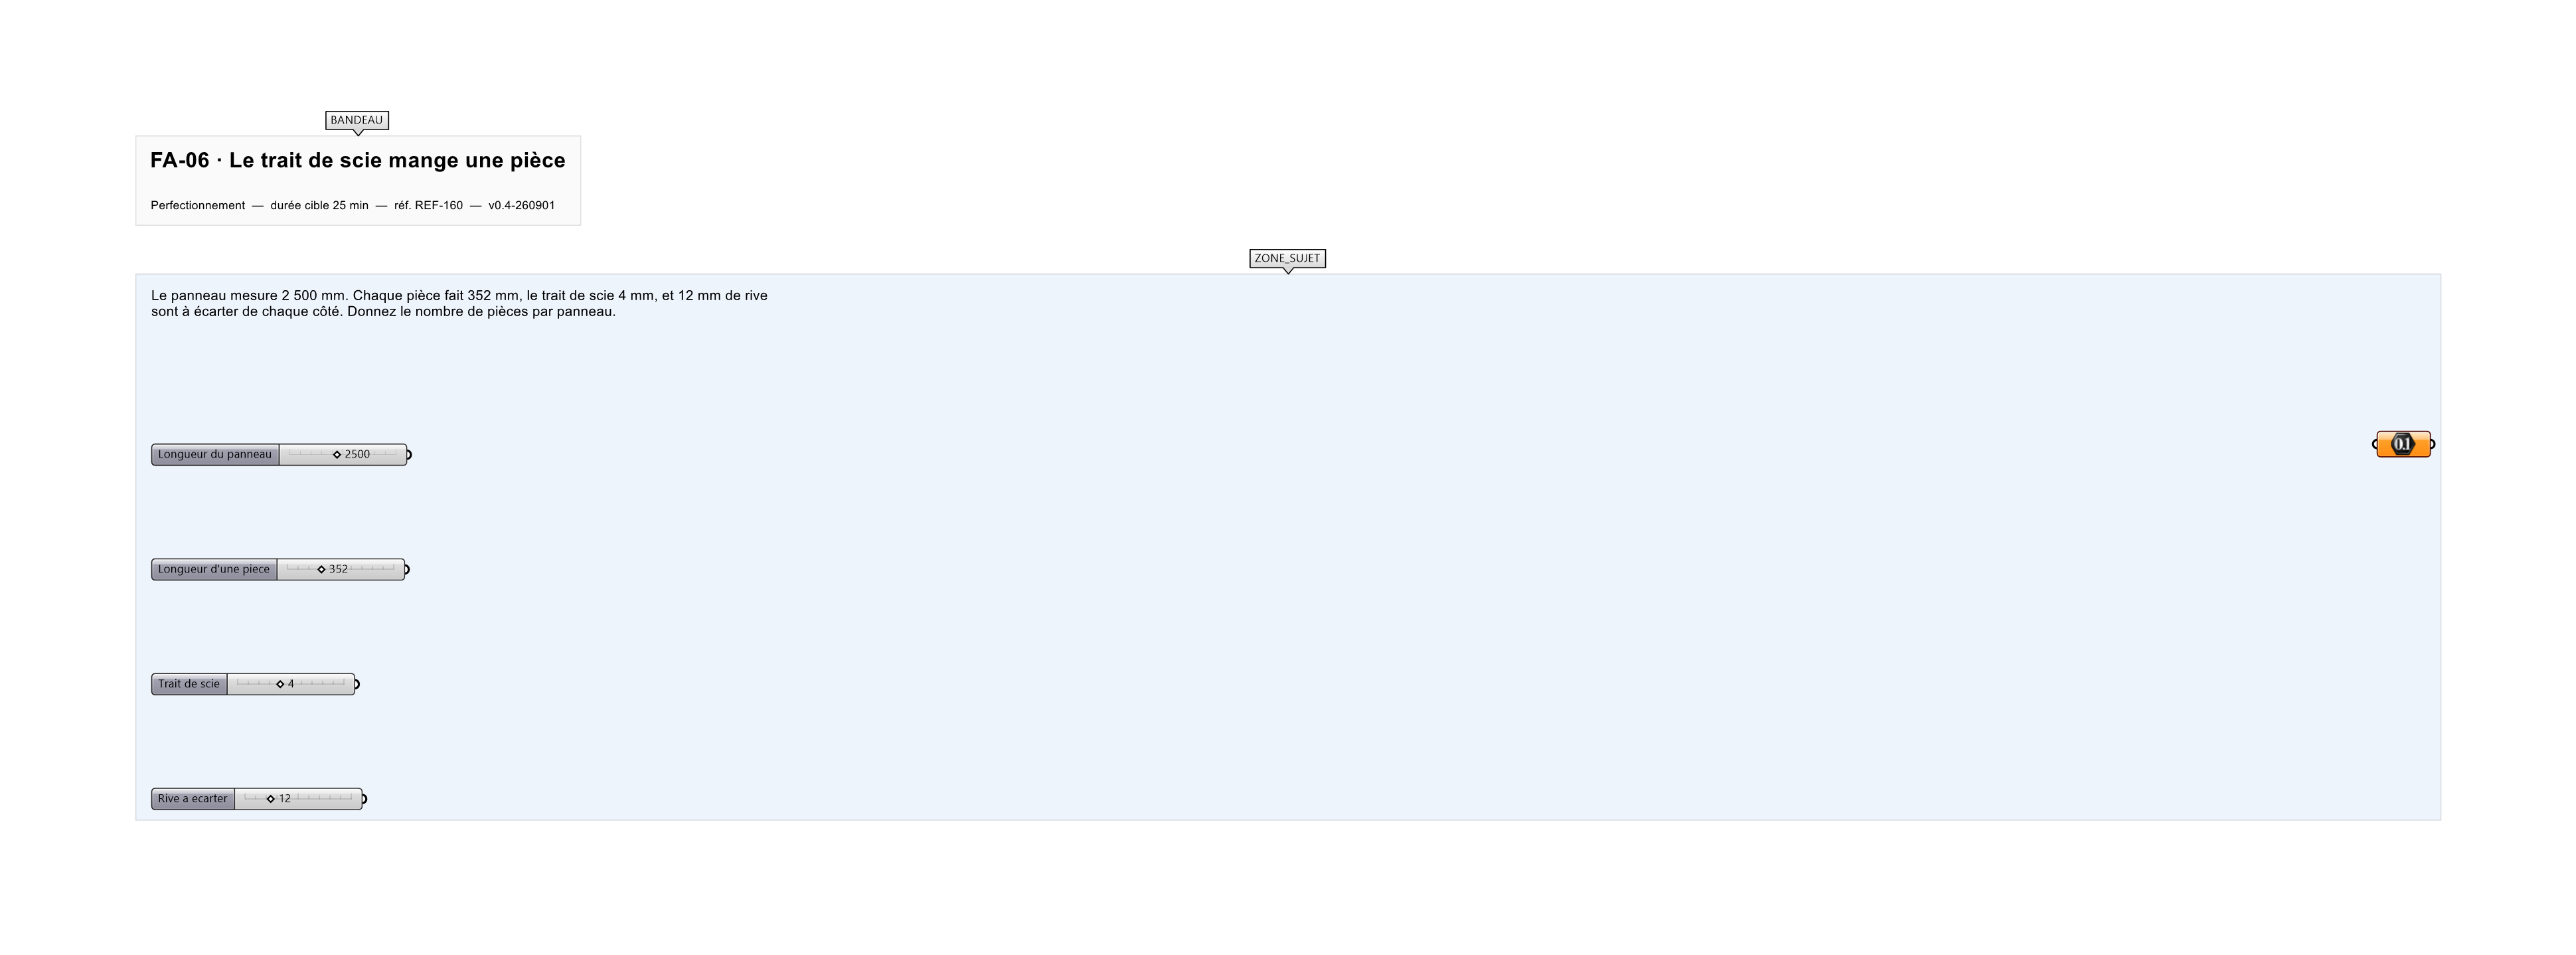 BANDEAU
FA-06 · Le trait de scie mange une pièce
Perfectionnement — durée cible 25 min — réf. REF-160 — v0.4-260901
ZONE_SUJET
Le panneau mesure 2 500 mm. Chaque pièce fait 352 mm, le trait de scie 4 mm, et 12 mm de rive
sont à écarter de chaque côté. Donnez le nombre de pièces par panneau.
Longueur du panneau 2500
0.1
Longueur d'une piece 352
Trait de scie 4
Rive a ecarter 12